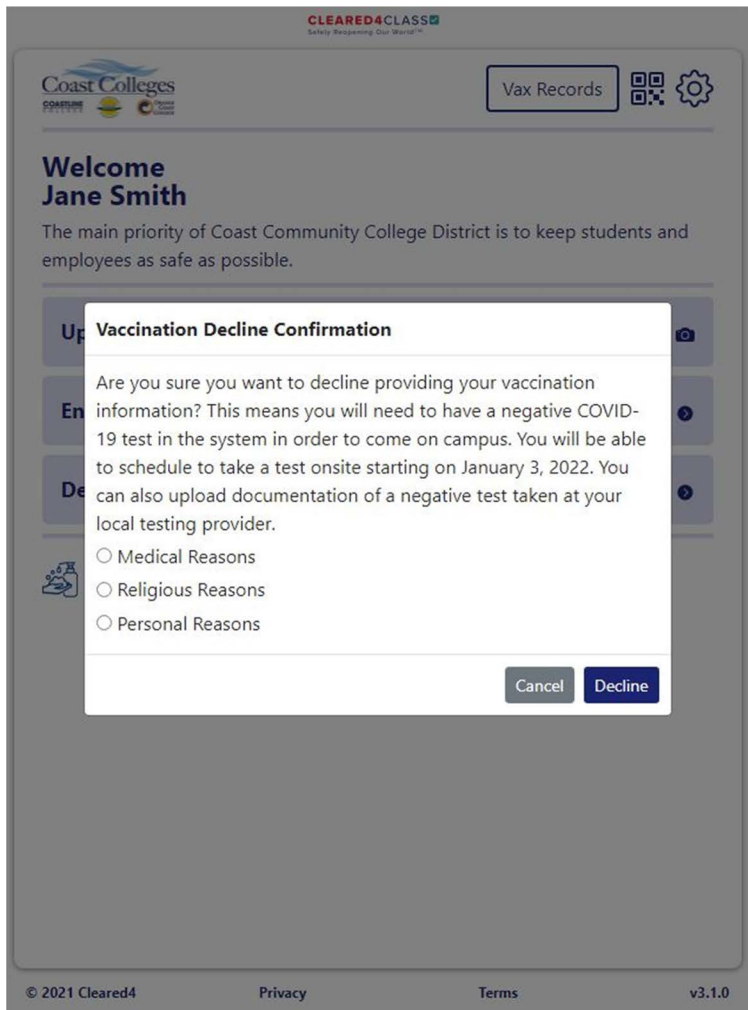 CLEARED4CLASS
Safely Reopening Our World™
Coast Colleges
COASTLINE COLLEGE
Vax Records
Welcome
Jane Smith
The main priority of Coast Community College District is to keep students and
employees as safe as possible.
Up
Vaccination Decline Confirmation
Are you sure you want to decline providing your vaccination
En
information? This means you will need to have a negative COVID-
19 test in the system in order to come on campus. You will be able
to schedule to take a test onsite starting on January 3, 2022. You
De
can also upload documentation of a negative test taken at your
local testing provider.
Medical Reasons
Religious Reasons
Personal Reasons
Cancel Decline
© 2021 Cleared4 Privacy Terms v3.1.0